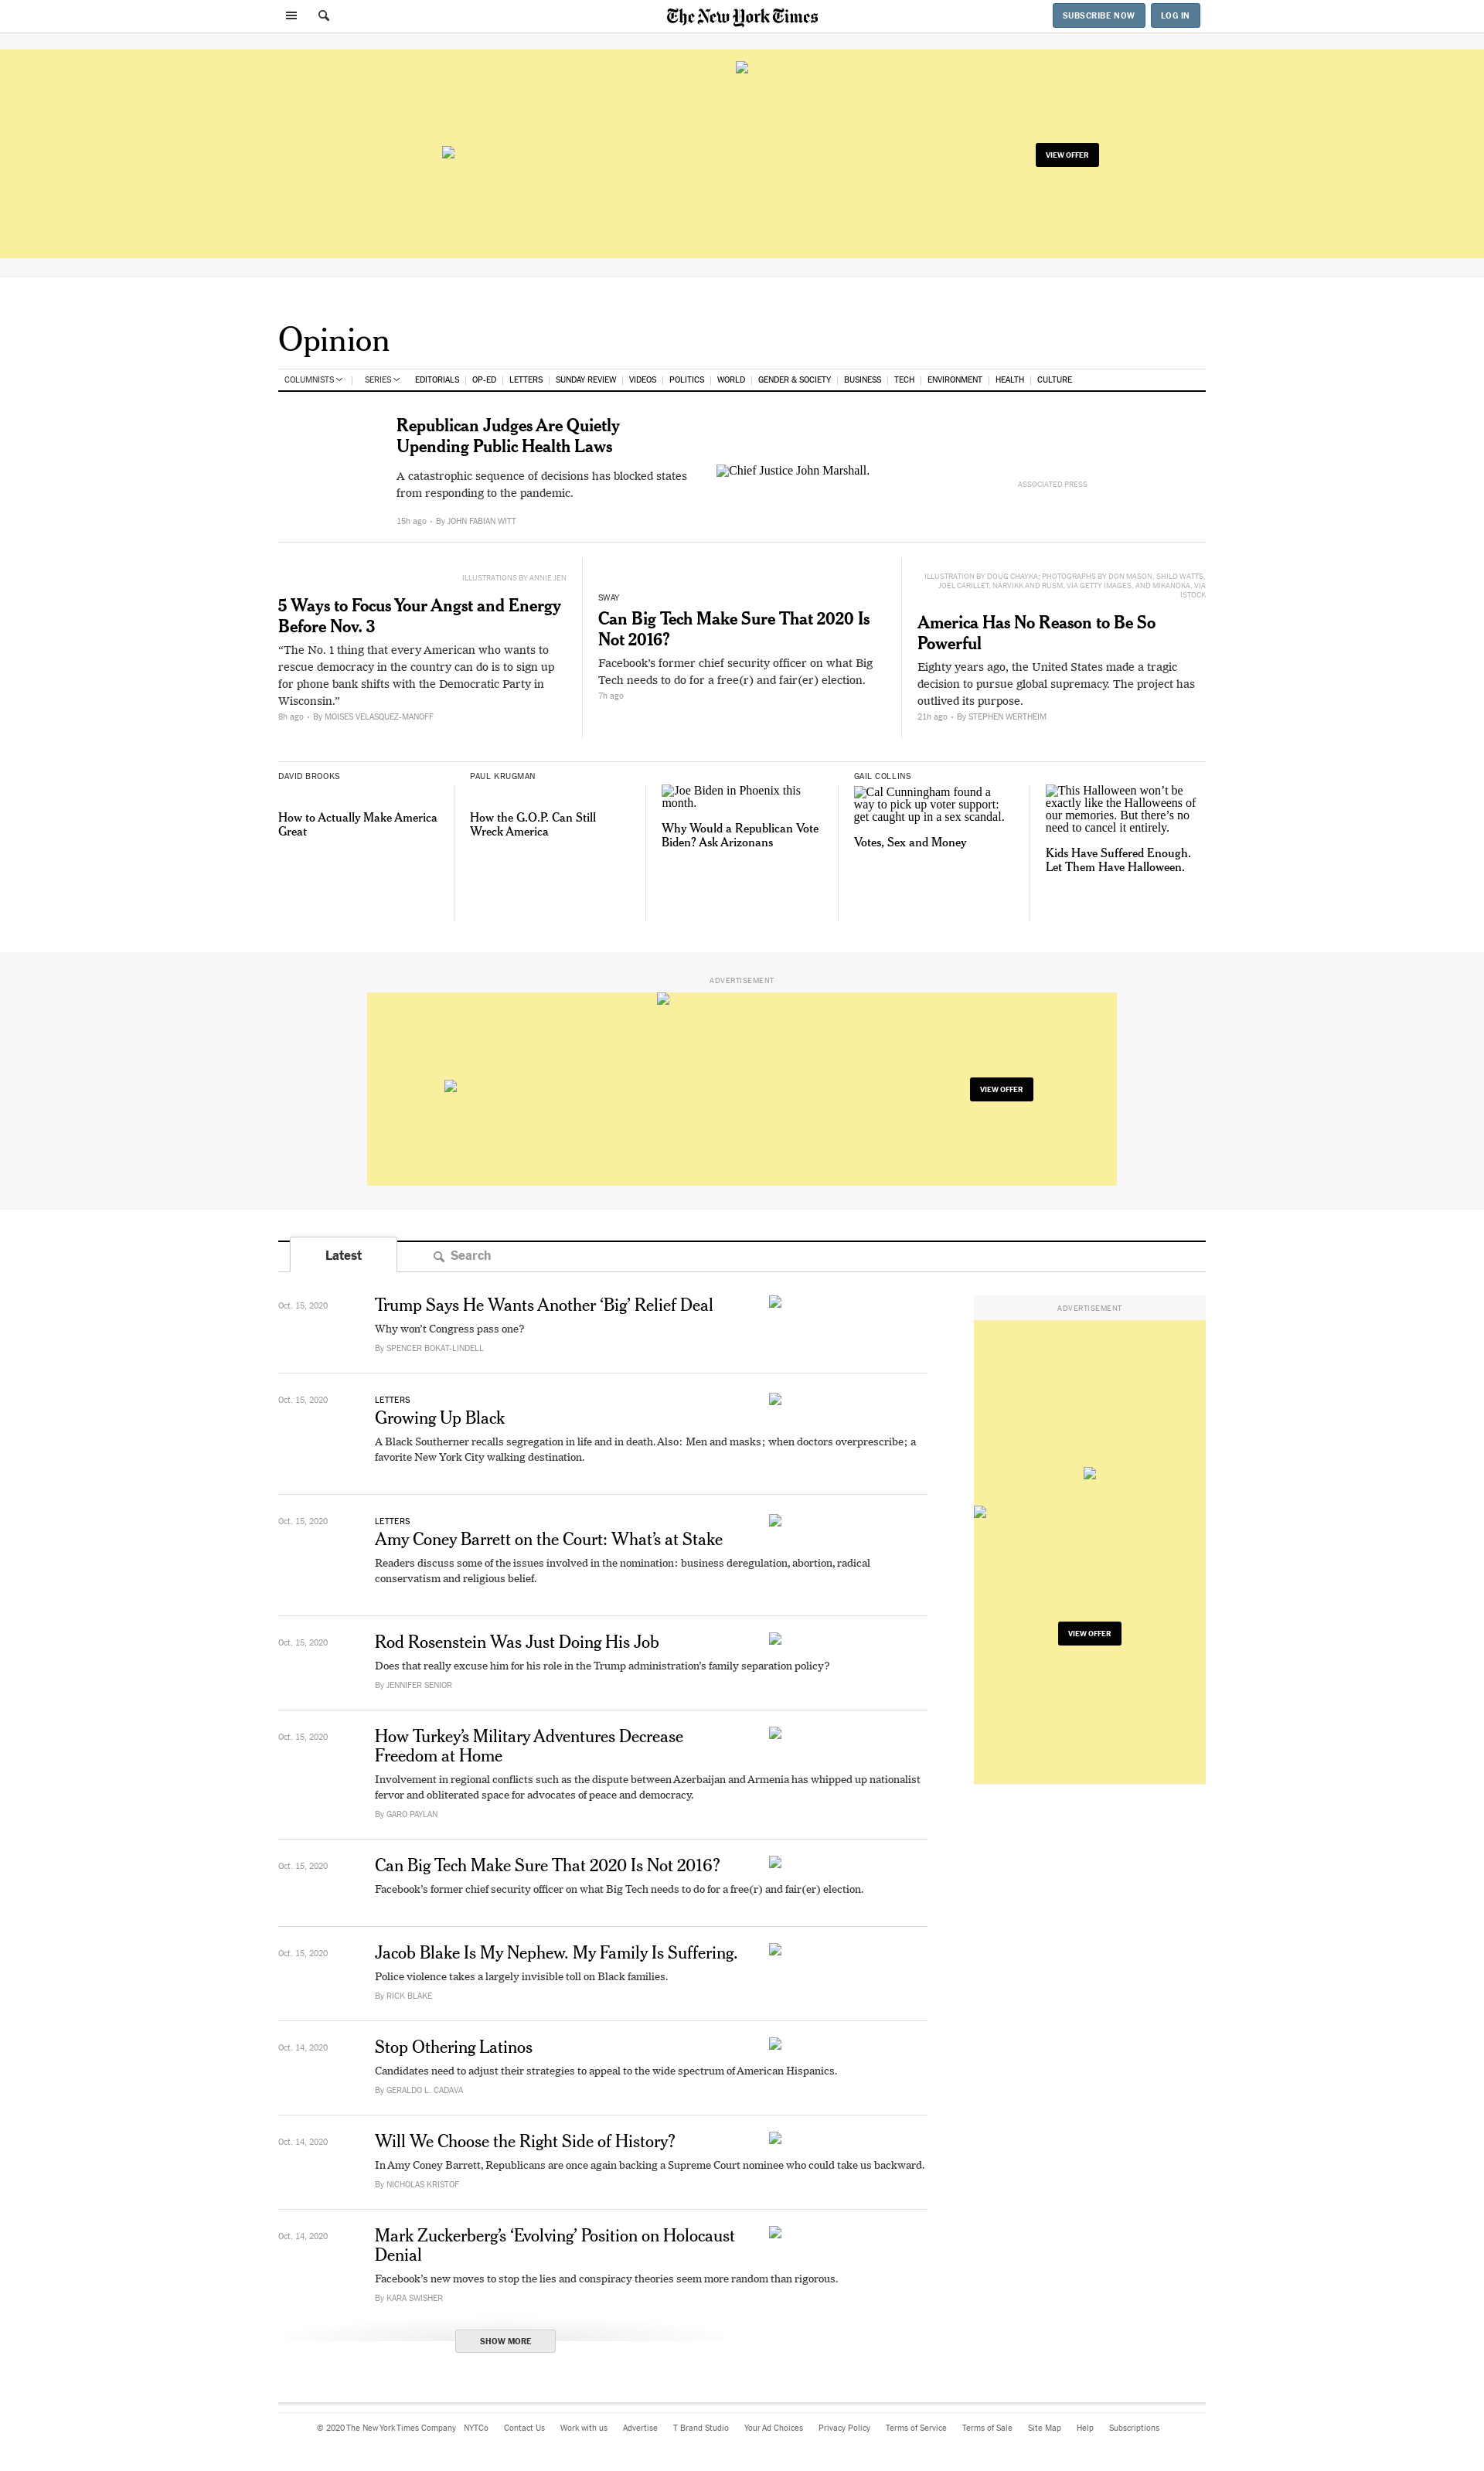 The New York Times
SUBSCRIBE NOW
LOG IN
VIEW OFFER
Opinion
COLUMNISTS | SERIES EDITORIALS | OP-ED | LETTERS | SUNDAY REVIEW | VIDEOS | POLITICS | WORLD | GENDER & SOCIETY | BUSINESS | TECH | ENVIRONMENT | HEALTH | CULTURE
Republican Judges Are Quietly
Upending Public Health Laws
A catastrophic sequence of decisions has blocked states
from responding to the pandemic.
15h ago • By JOHN FABIAN WITT
Chief Justice John Marshall.
ASSOCIATED PRESS
ILLUSTRATIONS BY ANNIE JEN
5 Ways to Focus Your Angst and Energy
Before Nov. 3
“The No. 1 thing that every American who wants to
rescue democracy in the country can do is to sign up
for phone bank shifts with the Democratic Party in
Wisconsin.”
8h ago • By MOISES VELASQUEZ-MANOFF
SWAY
Can Big Tech Make Sure That 2020 Is
Not 2016?
Facebook’s former chief security officer on what Big
Tech needs to do for a free(r) and fair(er) election.
7h ago
ILLUSTRATION BY DOUG CHAYKA; PHOTOGRAPHS BY DON MASON, SHILO WATTS,
JOEL CARILLET, NARVIKK AND RUSM, VIA GETTY IMAGES, AND MIKANOKA, VIA
ISTOCK
America Has No Reason to Be So
Powerful
Eighty years ago, the United States made a tragic
decision to pursue global supremacy. The project has
outlived its purpose.
21h ago • By STEPHEN WERTHEIM
DAVID BROOKS
How to Actually Make America
Great
PAUL KRUGMAN
How the G.O.P. Can Still
Wreck America
Joe Biden in Phoenix this
month.
Why Would a Republican Vote
Biden? Ask Arizonans
GAIL COLLINS
Cal Cunningham found a
way to pick up voter support:
get caught up in a sex scandal.
Votes, Sex and Money
This Halloween won’t be
exactly like the Halloweens of
our memories. But there’s no
need to cancel it entirely.
Kids Have Suffered Enough.
Let Them Have Halloween.
ADVERTISEMENT
VIEW OFFER
Latest
Search
Oct. 15, 2020
Trump Says He Wants Another ‘Big’ Relief Deal
Why won’t Congress pass one?
By SPENCER BOKAT-LINDELL
Oct. 15, 2020
LETTERS
Growing Up Black
A Black Southerner recalls segregation in life and in death. Also: Men and masks; when doctors overprescribe; a
favorite New York City walking destination.
Oct. 15, 2020
LETTERS
Amy Coney Barrett on the Court: What’s at Stake
Readers discuss some of the issues involved in the nomination: business deregulation, abortion, radical
conservatism and religious belief.
Oct. 15, 2020
Rod Rosenstein Was Just Doing His Job
Does that really excuse him for his role in the Trump administration’s family separation policy?
By JENNIFER SENIOR
Oct. 15, 2020
How Turkey’s Military Adventures Decrease
Freedom at Home
Involvement in regional conflicts such as the dispute between Azerbaijan and Armenia has whipped up nationalist
fervor and obliterated space for advocates of peace and democracy.
By GARO PAYLAN
Oct. 15, 2020
Can Big Tech Make Sure That 2020 Is Not 2016?
Facebook’s former chief security officer on what Big Tech needs to do for a free(r) and fair(er) election.
Oct. 15, 2020
Jacob Blake Is My Nephew. My Family Is Suffering.
Police violence takes a largely invisible toll on Black families.
By RICK BLAKE
Oct. 14, 2020
Stop Othering Latinos
Candidates need to adjust their strategies to appeal to the wide spectrum of American Hispanics.
By GERALDO L. CADAVA
Oct. 14, 2020
Will We Choose the Right Side of History?
In Amy Coney Barrett, Republicans are once again backing a Supreme Court nominee who could take us backward.
By NICHOLAS KRISTOF
Oct. 14, 2020
Mark Zuckerberg’s ‘Evolving’ Position on Holocaust
Denial
Facebook’s new moves to stop the lies and conspiracy theories seem more random than rigorous.
By KARA SWISHER
SHOW MORE
ADVERTISEMENT
VIEW OFFER
© 2020 The New York Times Company NYTCo Contact Us Work with us Advertise T Brand Studio Your Ad Choices Privacy Policy Terms of Service Terms of Sale Site Map Help Subscriptions